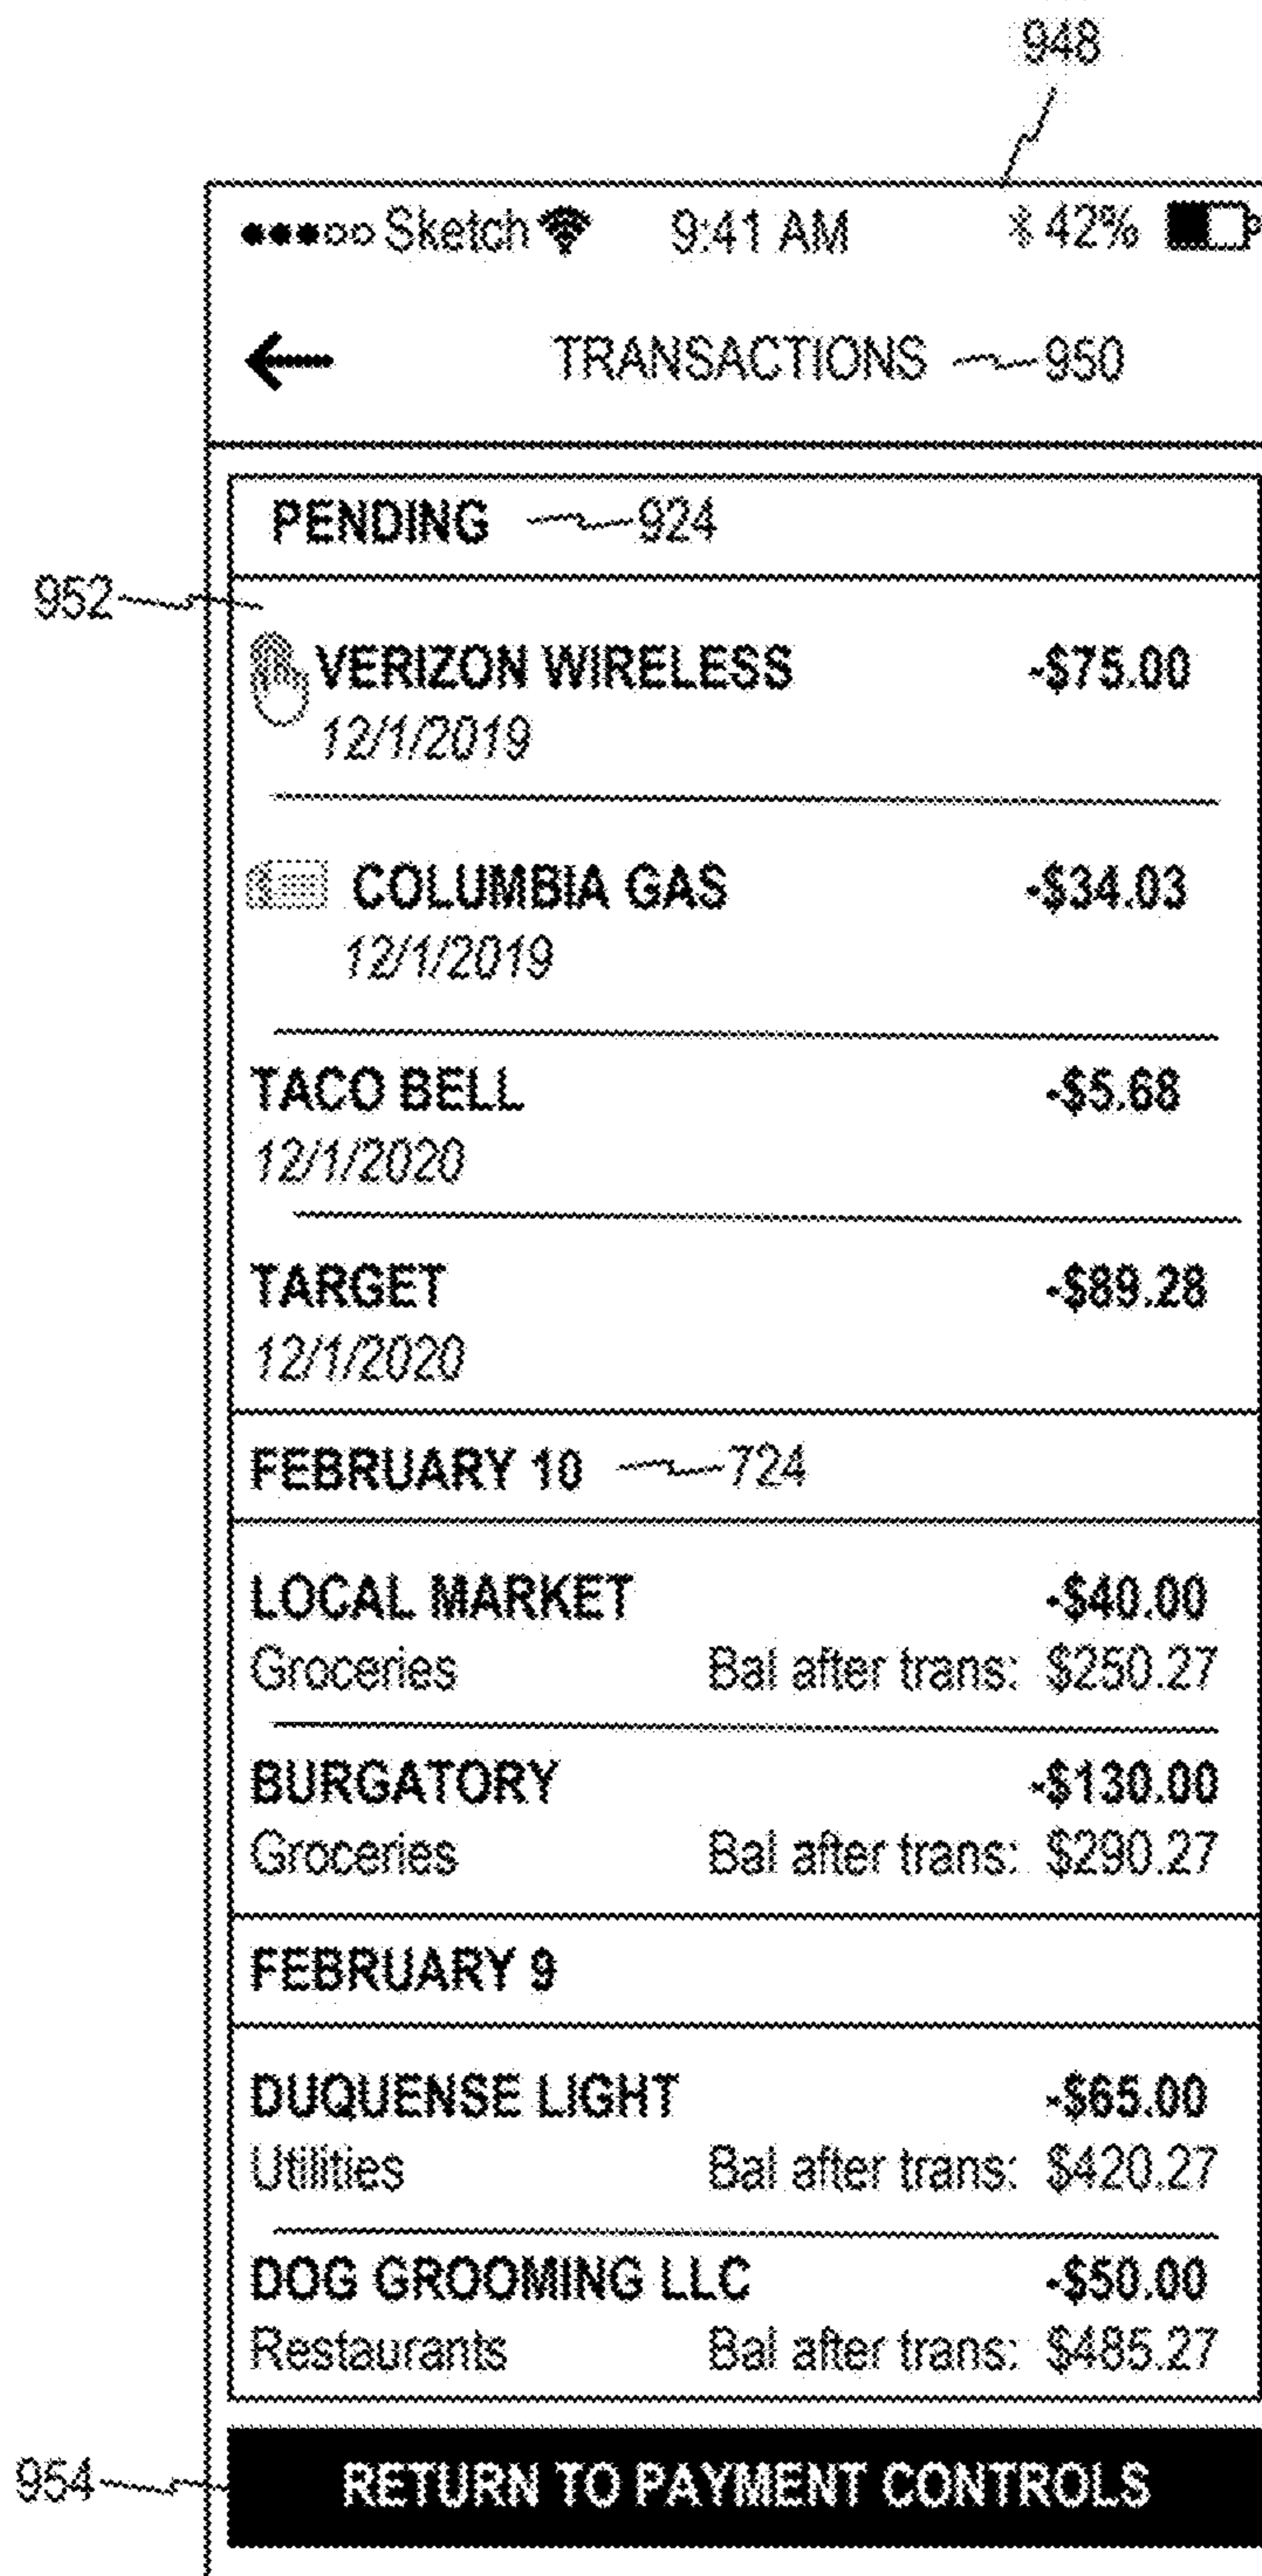 948
Sketch 9:41 AM 42%
TRANSACTIONS 950
PENDING 924
952
VERIZON WIRELESS -$75.00
12/1/2019
COLUMBIA GAS -$34.03
12/1/2019
TACO BELL -$5.68
12/1/2020
TARGET -$89.28
12/1/2020
FEBRUARY 10 724
LOCAL MARKET -$40.00
Groceries Bal after trans: $250.27
BURGATORY -$130.00
Groceries Bal after trans: $290.27
FEBRUARY 9
DUQUENSE LIGHT -$65.00
Utilities Bal after trans: $420.27
DOG GROOMING LLC -$50.00
Restaurants Bal after trans: $485.27
954 RETURN TO PAYMENT CONTROLS